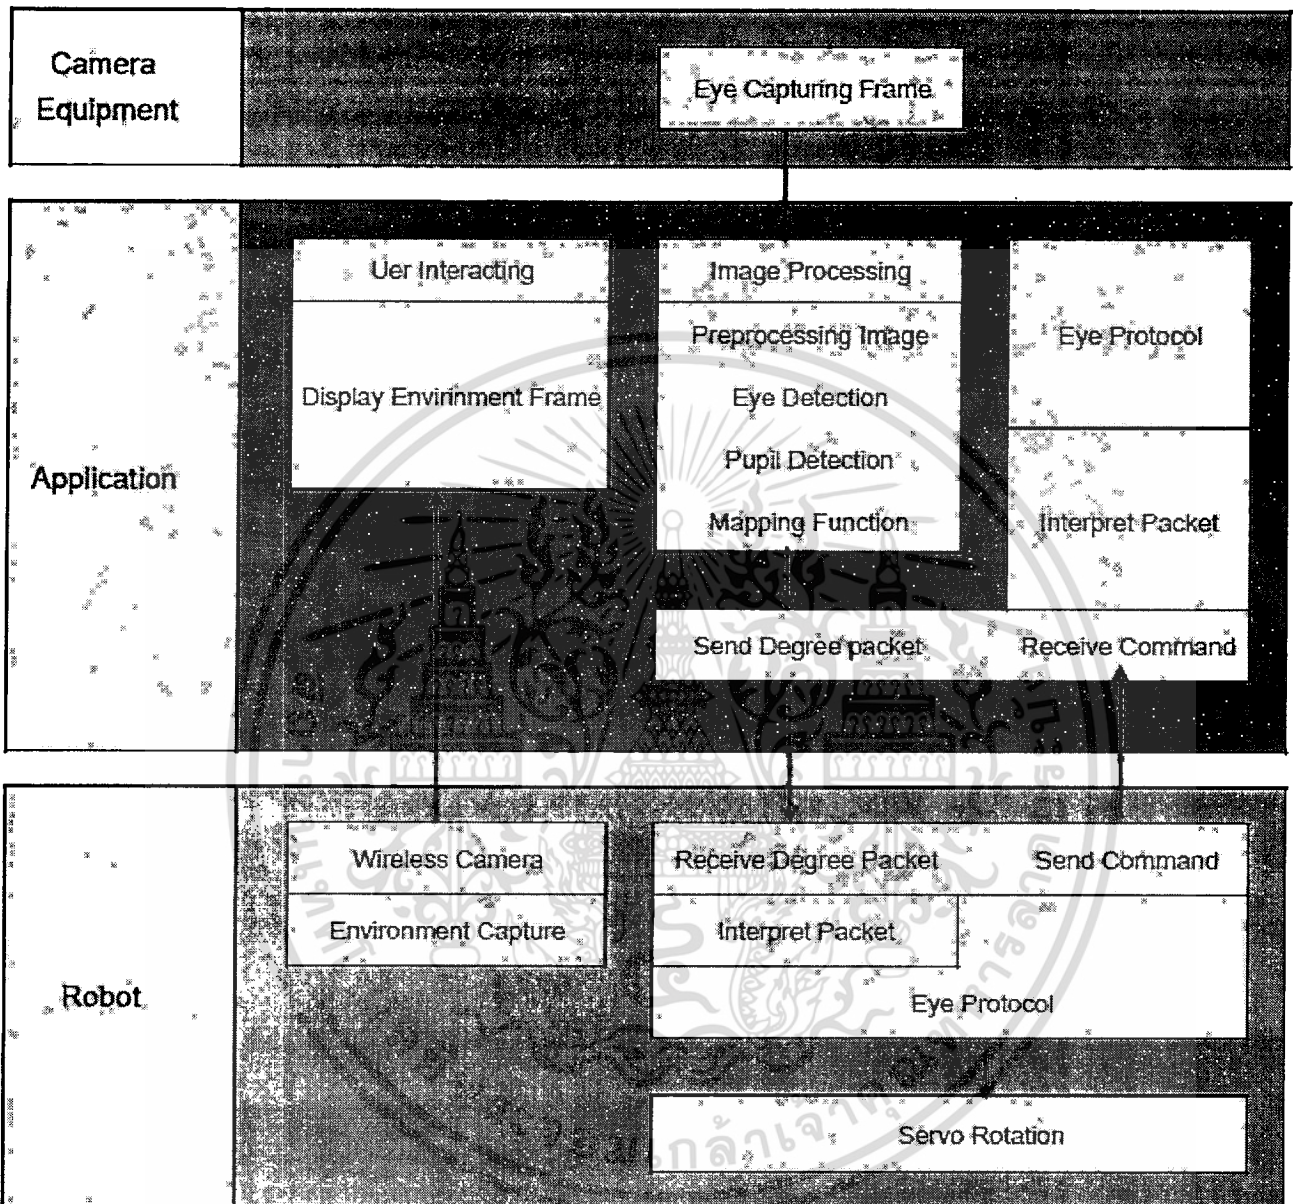 Camera
Equipment
Eye Capturing Frame
Application
Uer Interacting
Display Envirinment Frame
Image Processing
Preprocessing Image
Eye Detection
Pupil Detection
Mapping Function
Eye Protocol
Interpret Packet
Send Degree packet
Receive Command
Robot
Wireless Camera
Environment Capture
Receive Degree Packet
Send Command
Interpret Packet
Eye Protocol
Servo Rotation